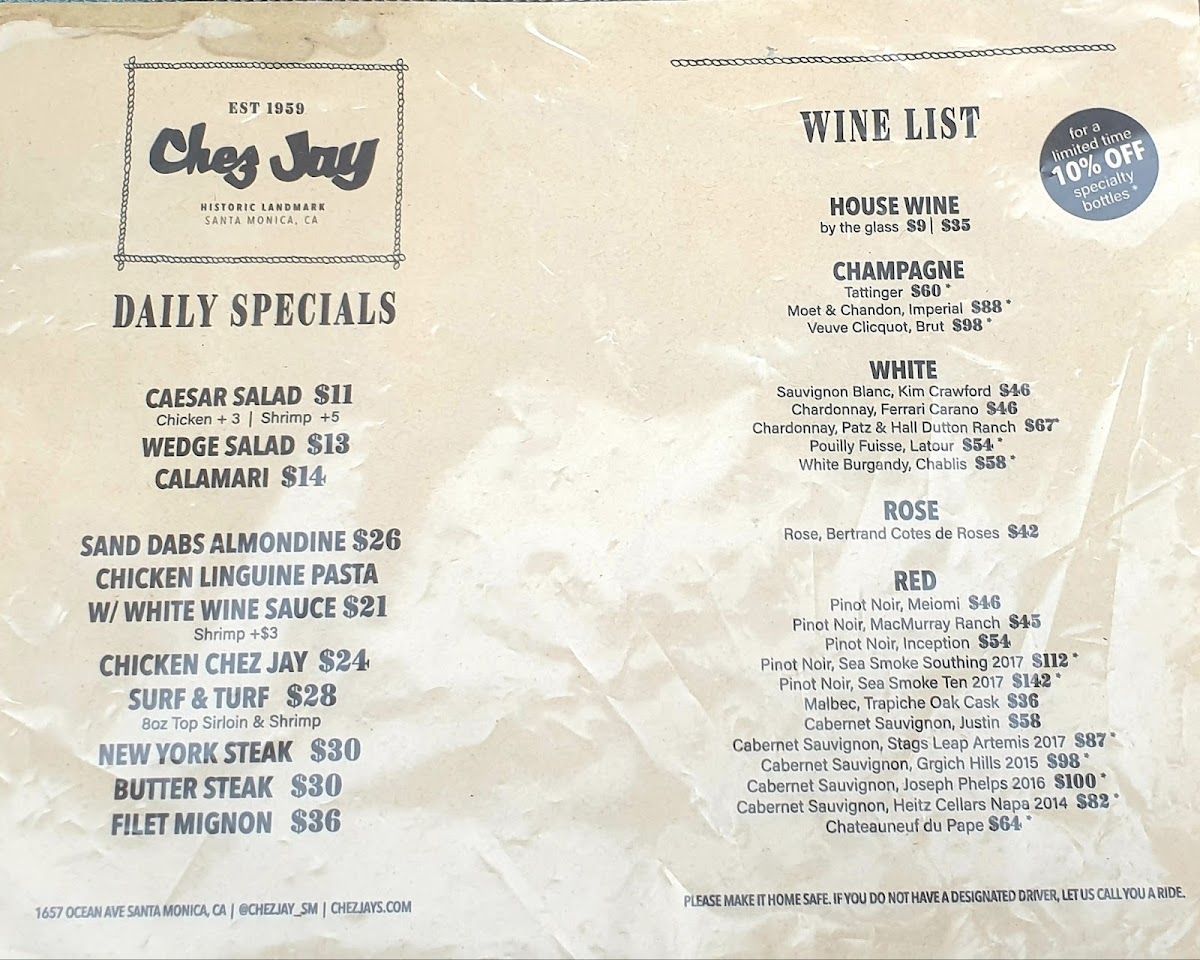 EST 1959
Chez Jay
HISTORIC LANDMARK
SANTA MONICA, CA
DAILY SPECIALS
CAESAR SALAD $11
Chicken + 3 | Shrimp +5
WEDGE SALAD $13
CALAMARI $14
SAND DABS ALMONDINE $26
CHICKEN LINGUINE PASTA
W/ WHITE WINE SAUCE $21
Shrimp +$3
CHICKEN CHEZ JAY $24
SURF & TURF $28
8oz Top Sirloin & Shrimp
NEW YORK STEAK $30
BUTTER STEAK $30
FILET MIGNON $36
1657 OCEAN AVE SANTA MONICA, CA | @CHEZJAY_SM | CHEZJAYS.COM
WINE LIST
for a
limited time
10% OFF
specialty
bottles *
HOUSE WINE
by the glass $9 | $35
CHAMPAGNE
Tattinger $60 *
Moet & Chandon, Imperial $88 *
Veuve Clicquot, Brut $98 *
WHITE
Sauvignon Blanc, Kim Crawford $46
Chardonnay, Ferrari Carano $46
Chardonnay, Patz & Hall Dutton Ranch $67*
Pouilly Fuisse, Latour $54 *
White Burgandy, Chablis $58 *
ROSE
Rose, Bertrand Cotes de Roses $42
RED
Pinot Noir, Meiomi $46
Pinot Noir, MacMurray Ranch $45
Pinot Noir, Inception $54
Pinot Noir, Sea Smoke Southing 2017 $112 *
Pinot Noir, Sea Smoke Ten 2017 $142 *
Malbec, Trapiche Oak Cask $36
Cabernet Sauvignon, Justin $58
Cabernet Sauvignon, Stags Leap Artemis 2017 $87 *
Cabernet Sauvignon, Grgich Hills 2015 $98 *
Cabernet Sauvignon, Joseph Phelps 2016 $100 *
Cabernet Sauvignon, Heitz Cellars Napa 2014 $82 *
Chateauneuf du Pape $64 *
PLEASE MAKE IT HOME SAFE. IF YOU DO NOT HAVE A DESIGNATED DRIVER, LET US CALL YOU A RIDE.